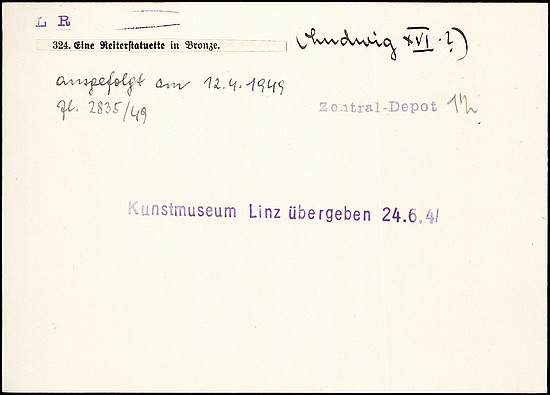 L R
324. Eine Reiterstatuette in Bronze. (Ludwig XVI.?)
ausgefolgt am 12.4.1949
Zl. 2835/49
Zentral-Depot
Kunstmuseum Linz übergeben 24.6.41